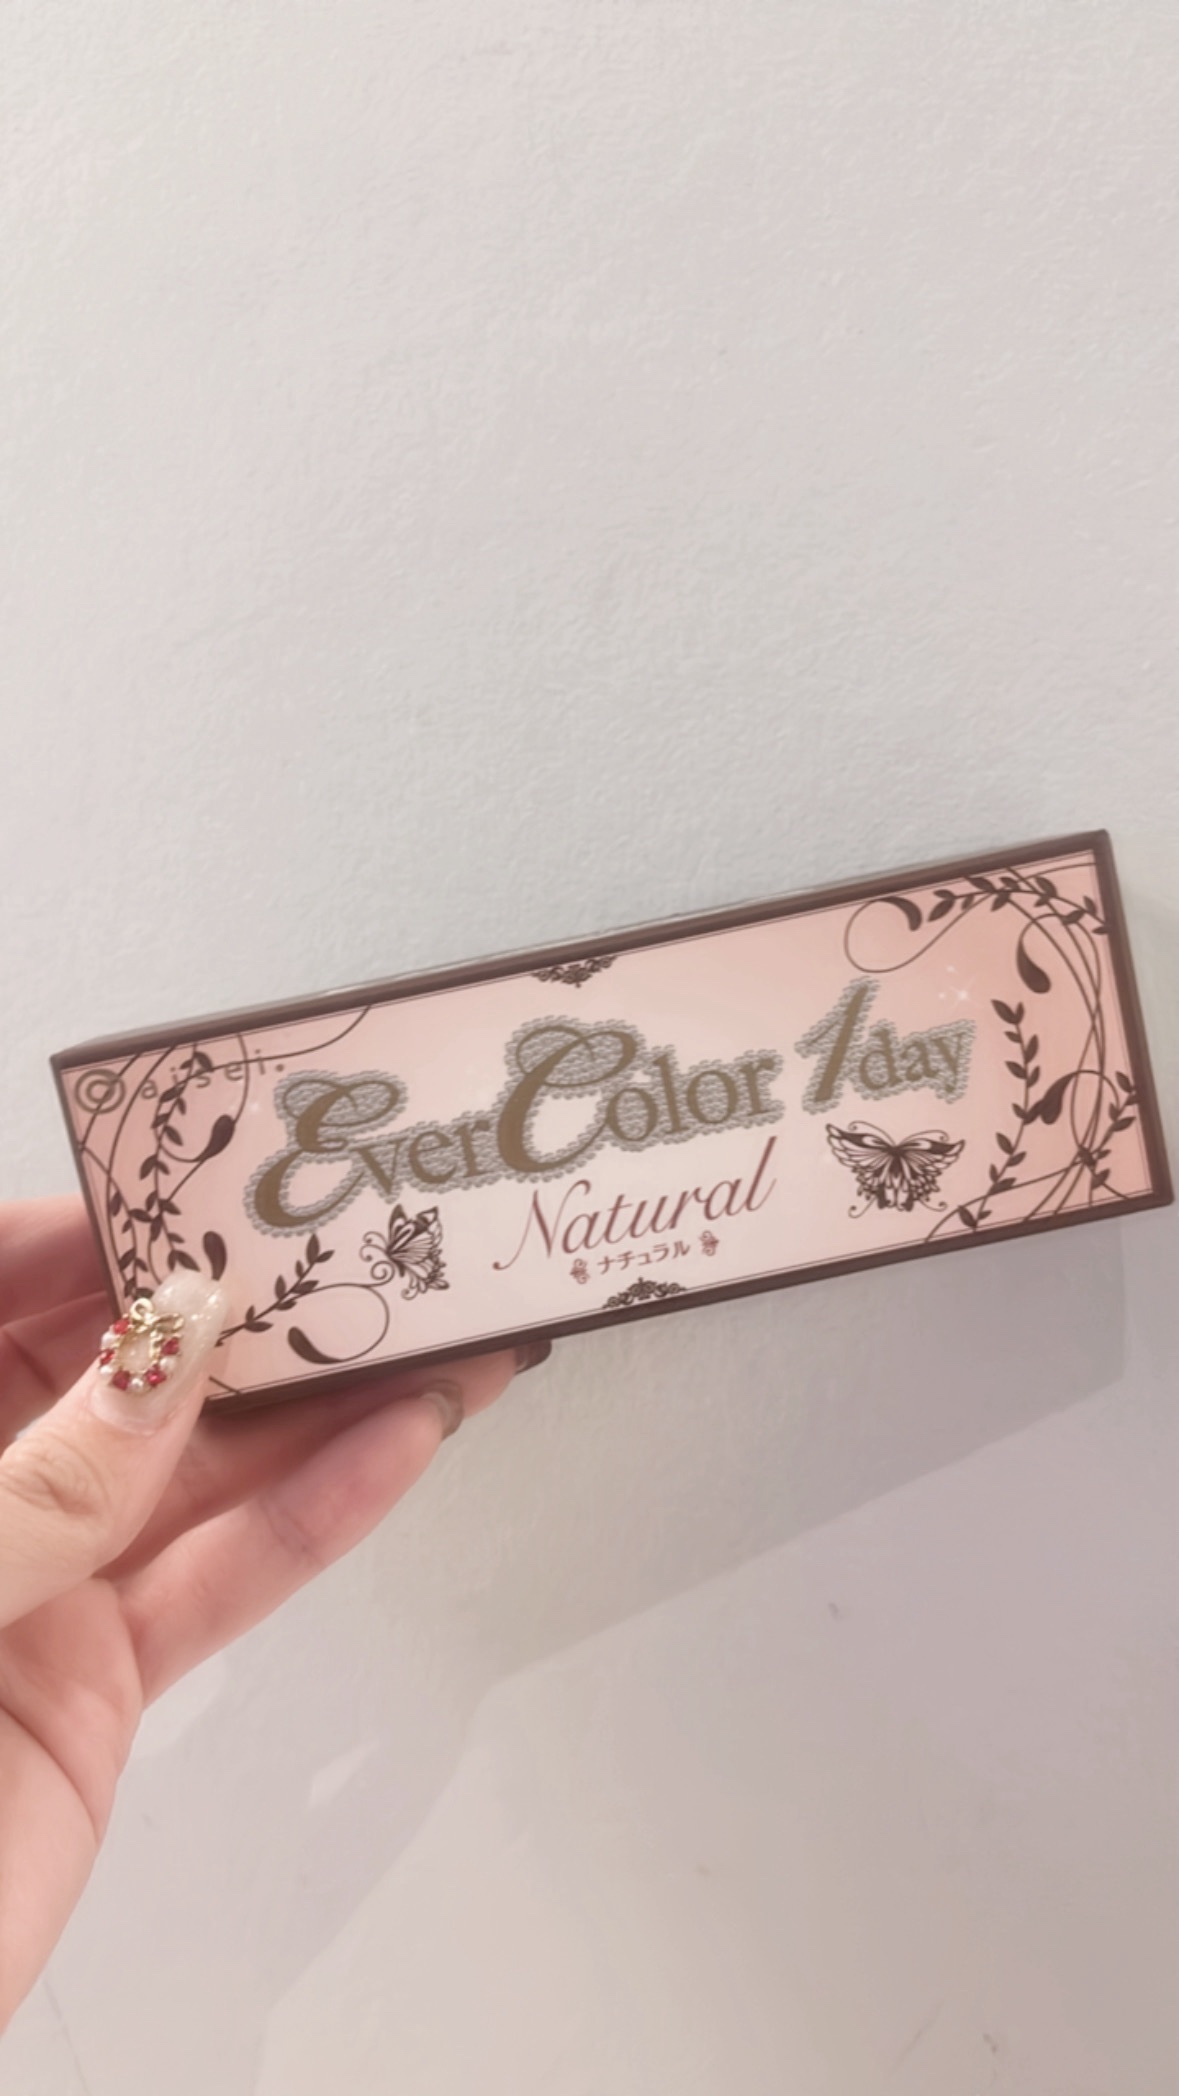 © aisei.
EverColor 1day
Natural
ナチュラル